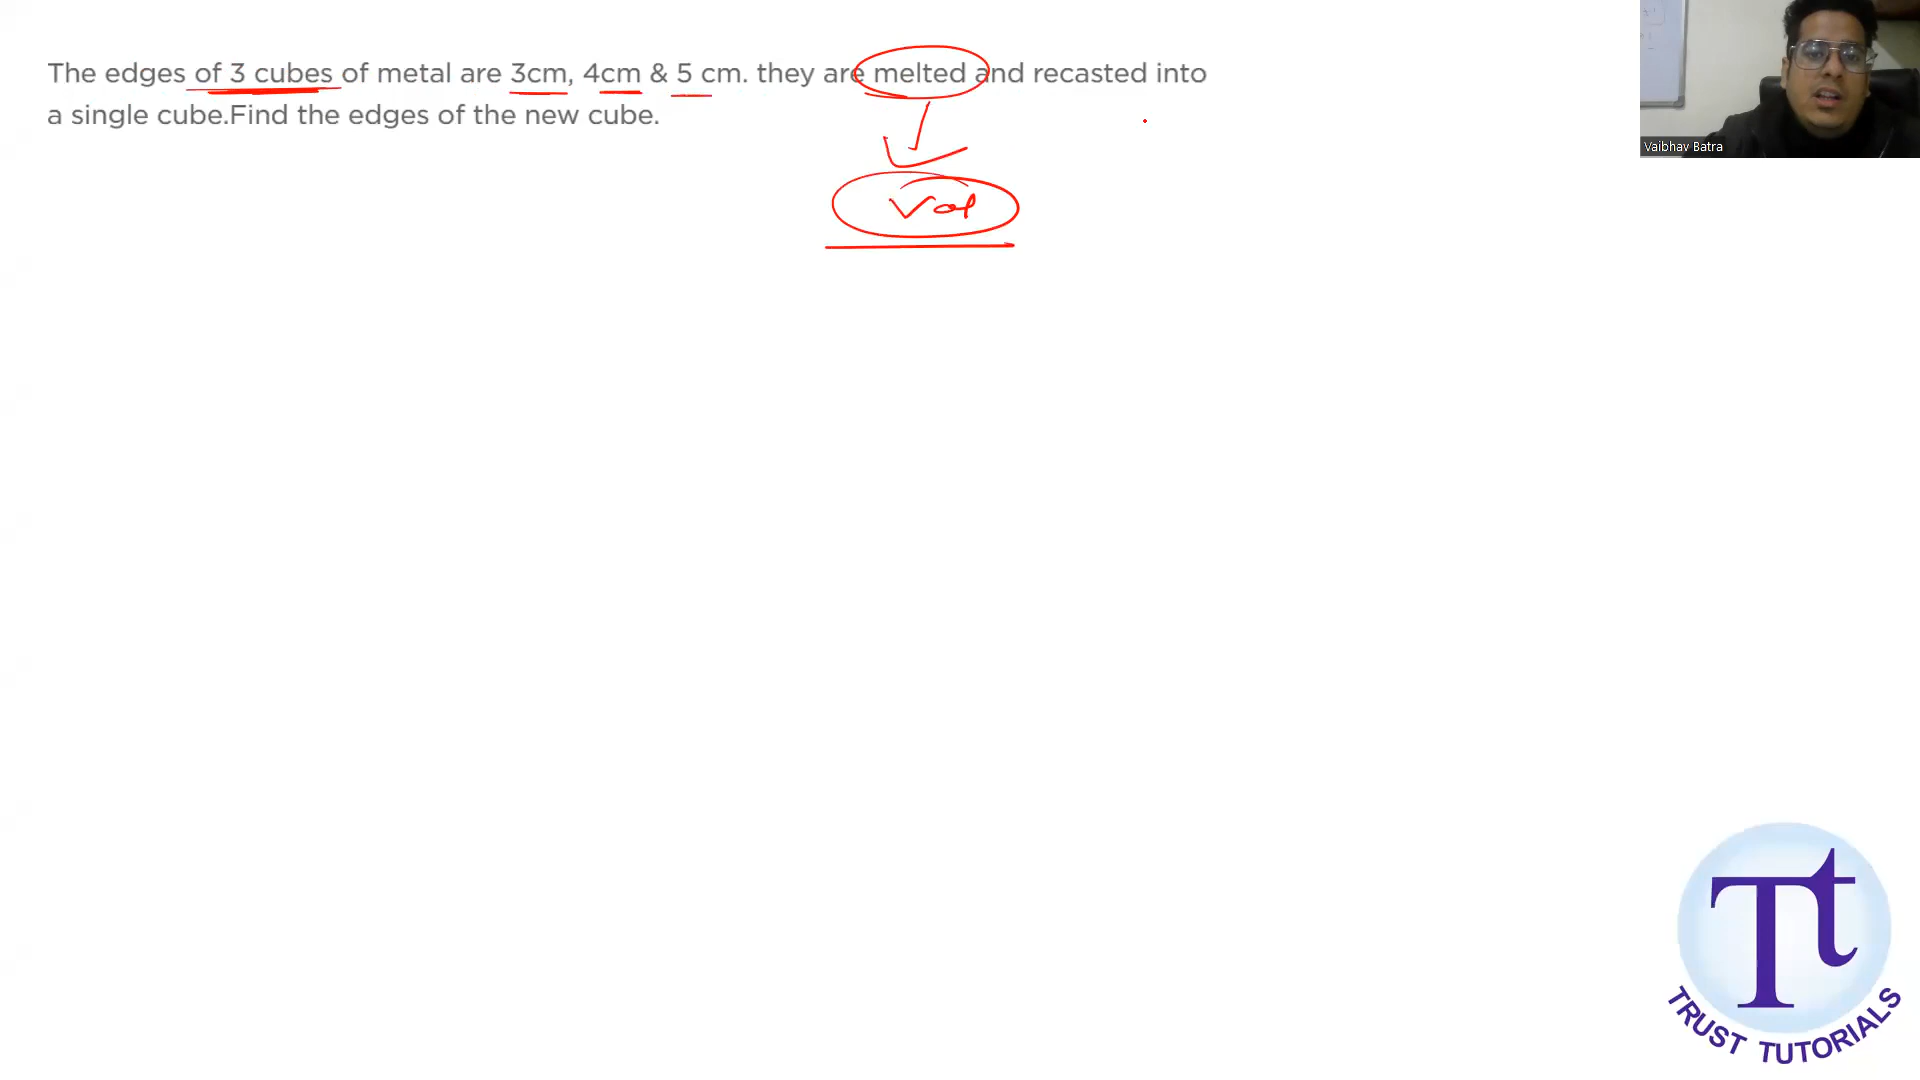 The edges of 3 cubes of metal are 3cm, 4cm & 5 cm. they are melted and recasted into
a single cube.Find the edges of the new cube.
Vol
Vaibhav Batra
Tt
TRUST TUTORIALS